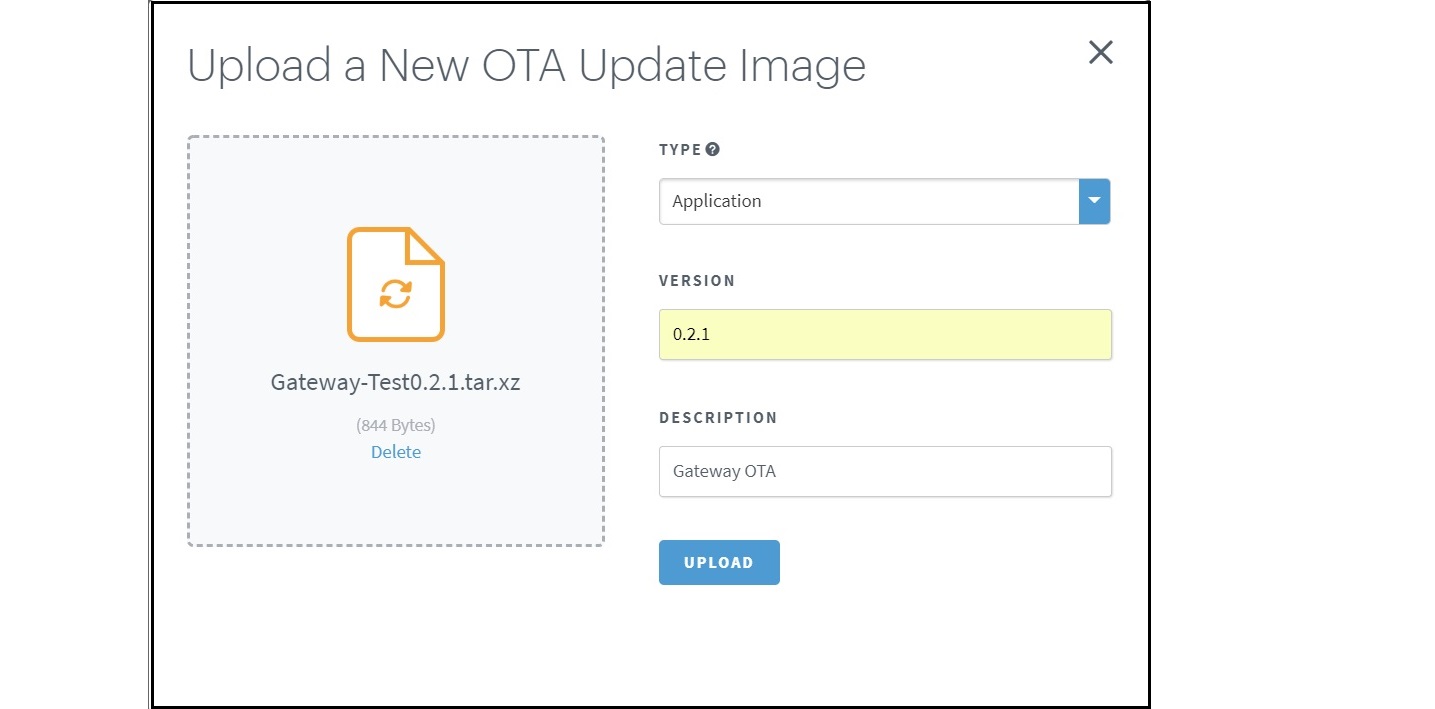 Upload a New OTA Update Image
Gateway-Test0.2.1.tar.xz
(844 Bytes)
Delete
TYPE
Application
VERSION
0.2.1
DESCRIPTION
Gateway OTA
UPLOAD